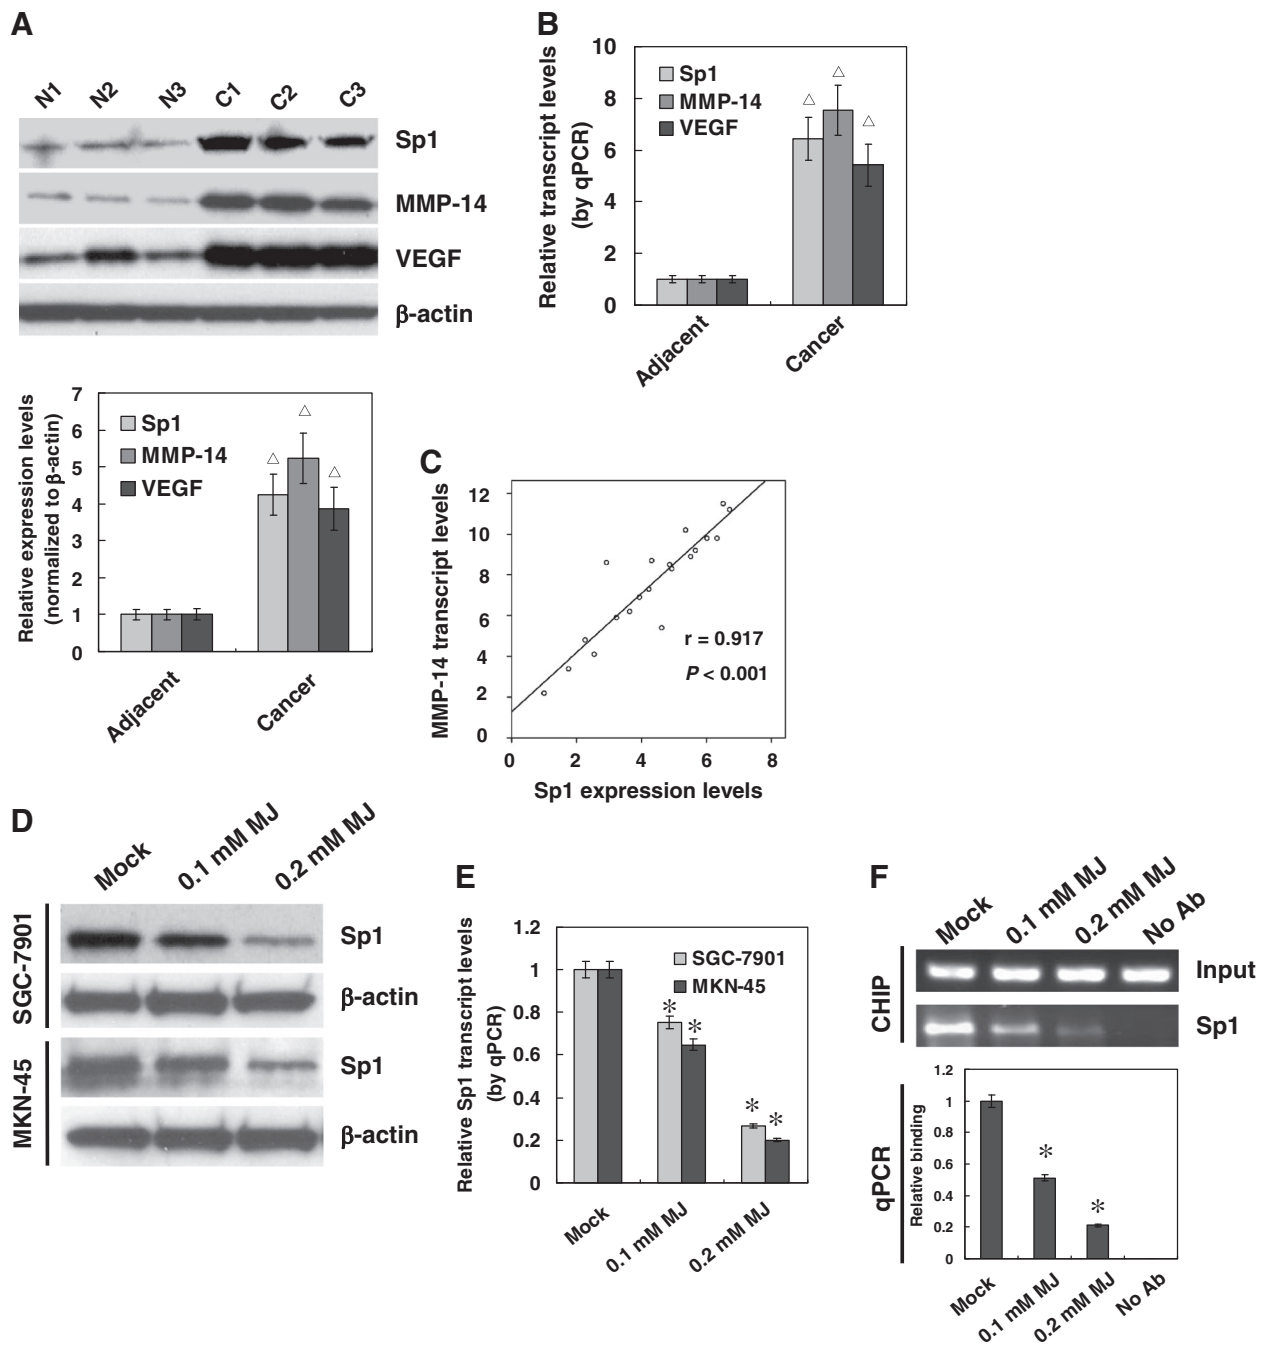 A
N1 N2 N3 C1 C2 C3
Sp1
MMP-14
VEGF
β-actin
Relative expression levels
(normalized to β-actin)
7
6
5
4
3
2
1
0
Sp1
MMP-14
VEGF
△ △ △
Adjacent
Cancer
B
Relative transcript levels
(by qPCR)
10
8
6
4
2
0
Sp1
MMP-14
VEGF
△ △ △
Adjacent
Cancer
C
MMP-14 transcript levels
12
10
8
6
4
2
0
r = 0.917
P < 0.001
0 2 4 6 8
Sp1 expression levels
D
Mock 0.1 mM MJ 0.2 mM MJ
SGC-7901
Sp1
β-actin
MKN-45
Sp1
β-actin
E
Relative Sp1 transcript levels
(by qPCR)
1.2
1
0.8
0.6
0.4
0.2
0
SGC-7901
MKN-45
* *
* *
Mock
0.1 mM MJ
0.2 mM MJ
F
Mock 0.1 mM MJ 0.2 mM MJ No Ab
CHIP
Input
Sp1
qPCR
Relative binding
1.2
1
0.8
0.6
0.4
0.2
0
*
*
Mock
0.1 mM MJ
0.2 mM MJ
No Ab